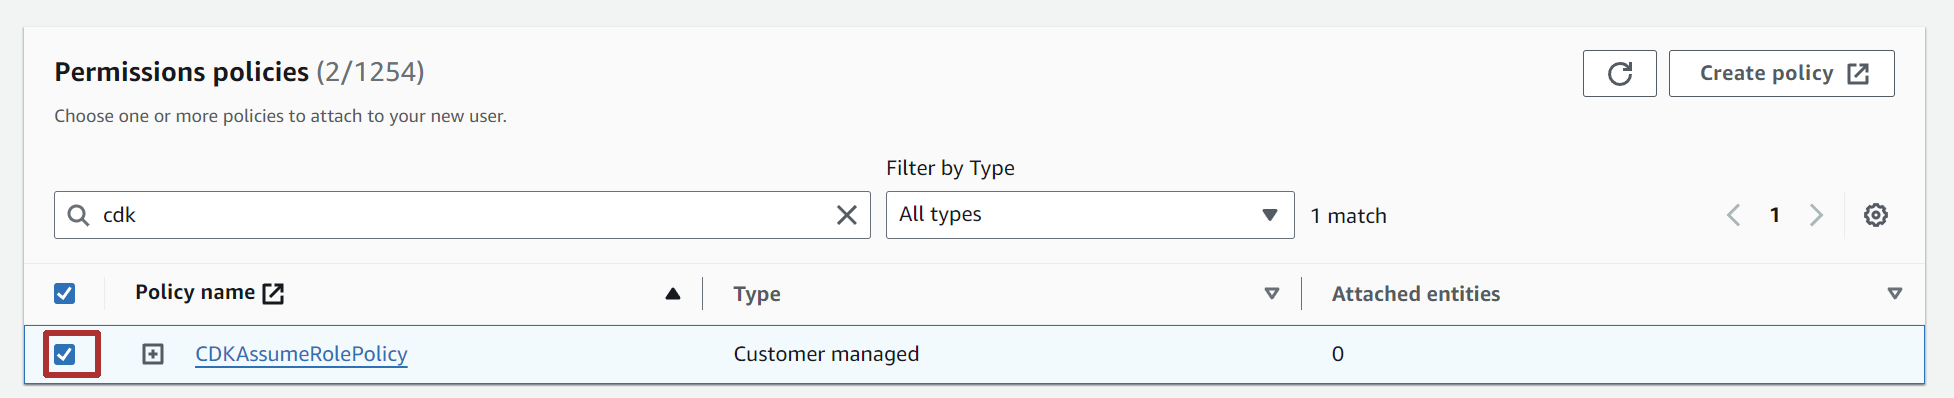 Permissions policies (2/1254)
Create policy
Choose one or more policies to attach to your new user.
Filter by Type
cdk
All types
1 match
1
Policy name
Type
Attached entities
CDKAssumeRolePolicy
Customer managed
0